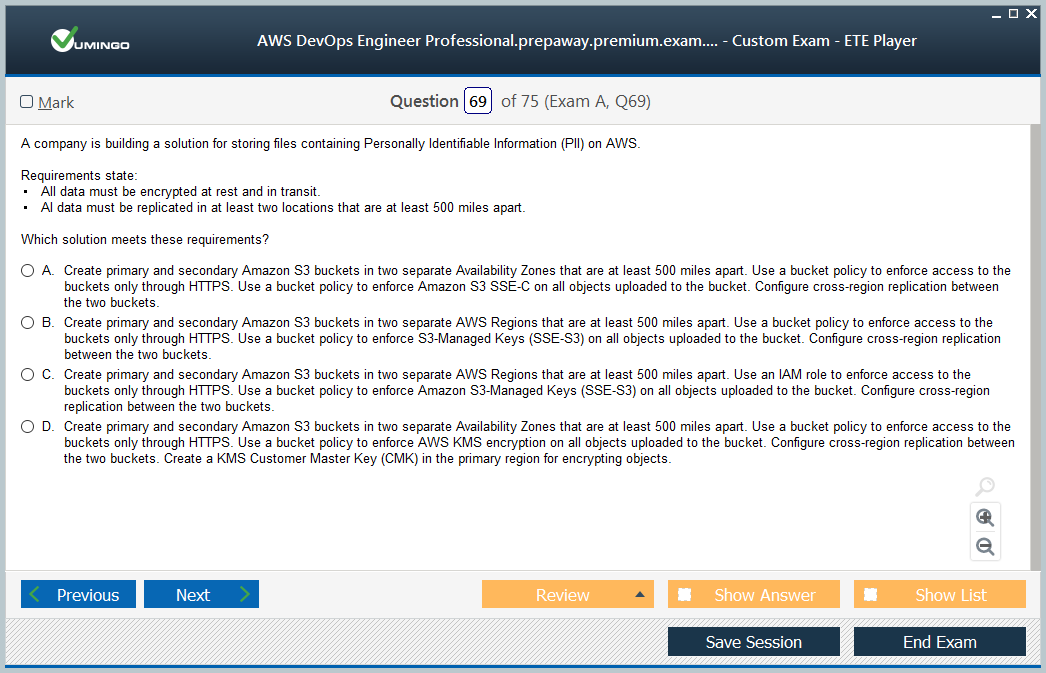 VUMINGO
AWS DevOps Engineer Professional.prepaway.premium.exam.... - Custom Exam - ETE Player
Mark
Question 69 of 75 (Exam A, Q69)
A company is building a solution for storing files containing Personally Identifiable Information (PII) on AWS.
Requirements state:
• All data must be encrypted at rest and in transit.
• Al data must be replicated in at least two locations that are at least 500 miles apart.
Which solution meets these requirements?
A. Create primary and secondary Amazon S3 buckets in two separate Availability Zones that are at least 500 miles apart. Use a bucket policy to enforce access to the
buckets only through HTTPS. Use a bucket policy to enforce Amazon S3 SSE-C on all objects uploaded to the bucket. Configure cross-region replication between
the two buckets.
B. Create primary and secondary Amazon S3 buckets in two separate AWS Regions that are at least 500 miles apart. Use a bucket policy to enforce access to the
buckets only through HTTPS. Use a bucket policy to enforce S3-Managed Keys (SSE-S3) on all objects uploaded to the bucket. Configure cross-region replication
between the two buckets.
C. Create primary and secondary Amazon S3 buckets in two separate AWS Regions that are at least 500 miles apart. Use an IAM role to enforce access to the
buckets only through HTTPS. Use a bucket policy to enforce Amazon S3-Managed Keys (SSE-S3) on all objects uploaded to the bucket. Configure cross-region
replication between the two buckets.
D. Create primary and secondary Amazon S3 buckets in two separate Availability Zones that are at least 500 miles apart. Use a bucket policy to enforce access to the
buckets only through HTTPS. Use a bucket policy to enforce AWS KMS encryption on all objects uploaded to the bucket. Configure cross-region replication between
the two buckets. Create a KMS Customer Master Key (CMK) in the primary region for encrypting objects.
Previous
Next
Review
Show Answer
Show List
Save Session
End Exam